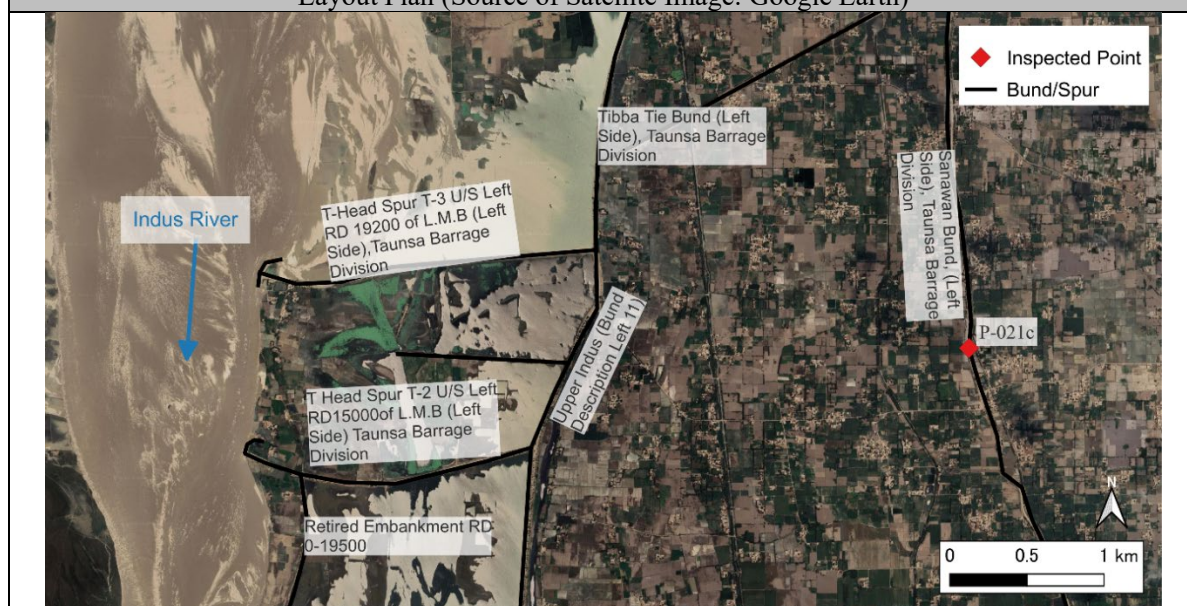 Layout Plan (Source of Satellite Image: Google Earth)
Inspected Point
Bund/Spur
Tibba Tie Bund (Left
Side), Taunsa Barrage
Division
Sanawan Bund, (Left
Side), Taunsa Barrage
Division
T-Head Spur T-3 U/S Left
RD 19200 of L.M.B (Left
Side),Taunsa Barrage
Division
Indus River
Upper Indus (Bund
Description Left 11)
P-021c
T Head Spur T-2 U/S Left
RD15000of L.M.B (Left
Side) Taunsa Barrage
Division
Retired Embankment RD
0-19500
N
0 0.5 1 km